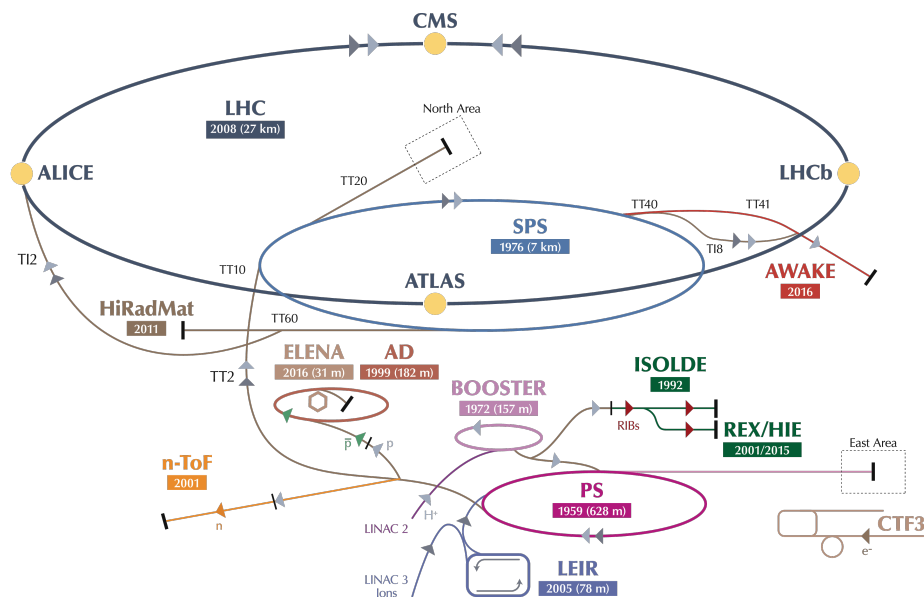 CMS
LHC
2008 (27 km)
North Area
ALICE
LHCb
TT20
TT40
TT41
SPS
1976 (7 km)
TI2
TT10
TI8
ATLAS
AWAKE
2016
HiRadMat
2011
TT60
ELENA
2016 (31 m)
AD
1999 (182 m)
TT2
BOOSTER
1972 (157 m)
ISOLDE
1992
RIBs
REX/HIE
2001/2015
p̅
p
East Area
n-ToF
2001
n
PS
1959 (628 m)
H⁺
LINAC 2
CTF3
e⁻
LINAC 3
Ions
LEIR
2005 (78 m)